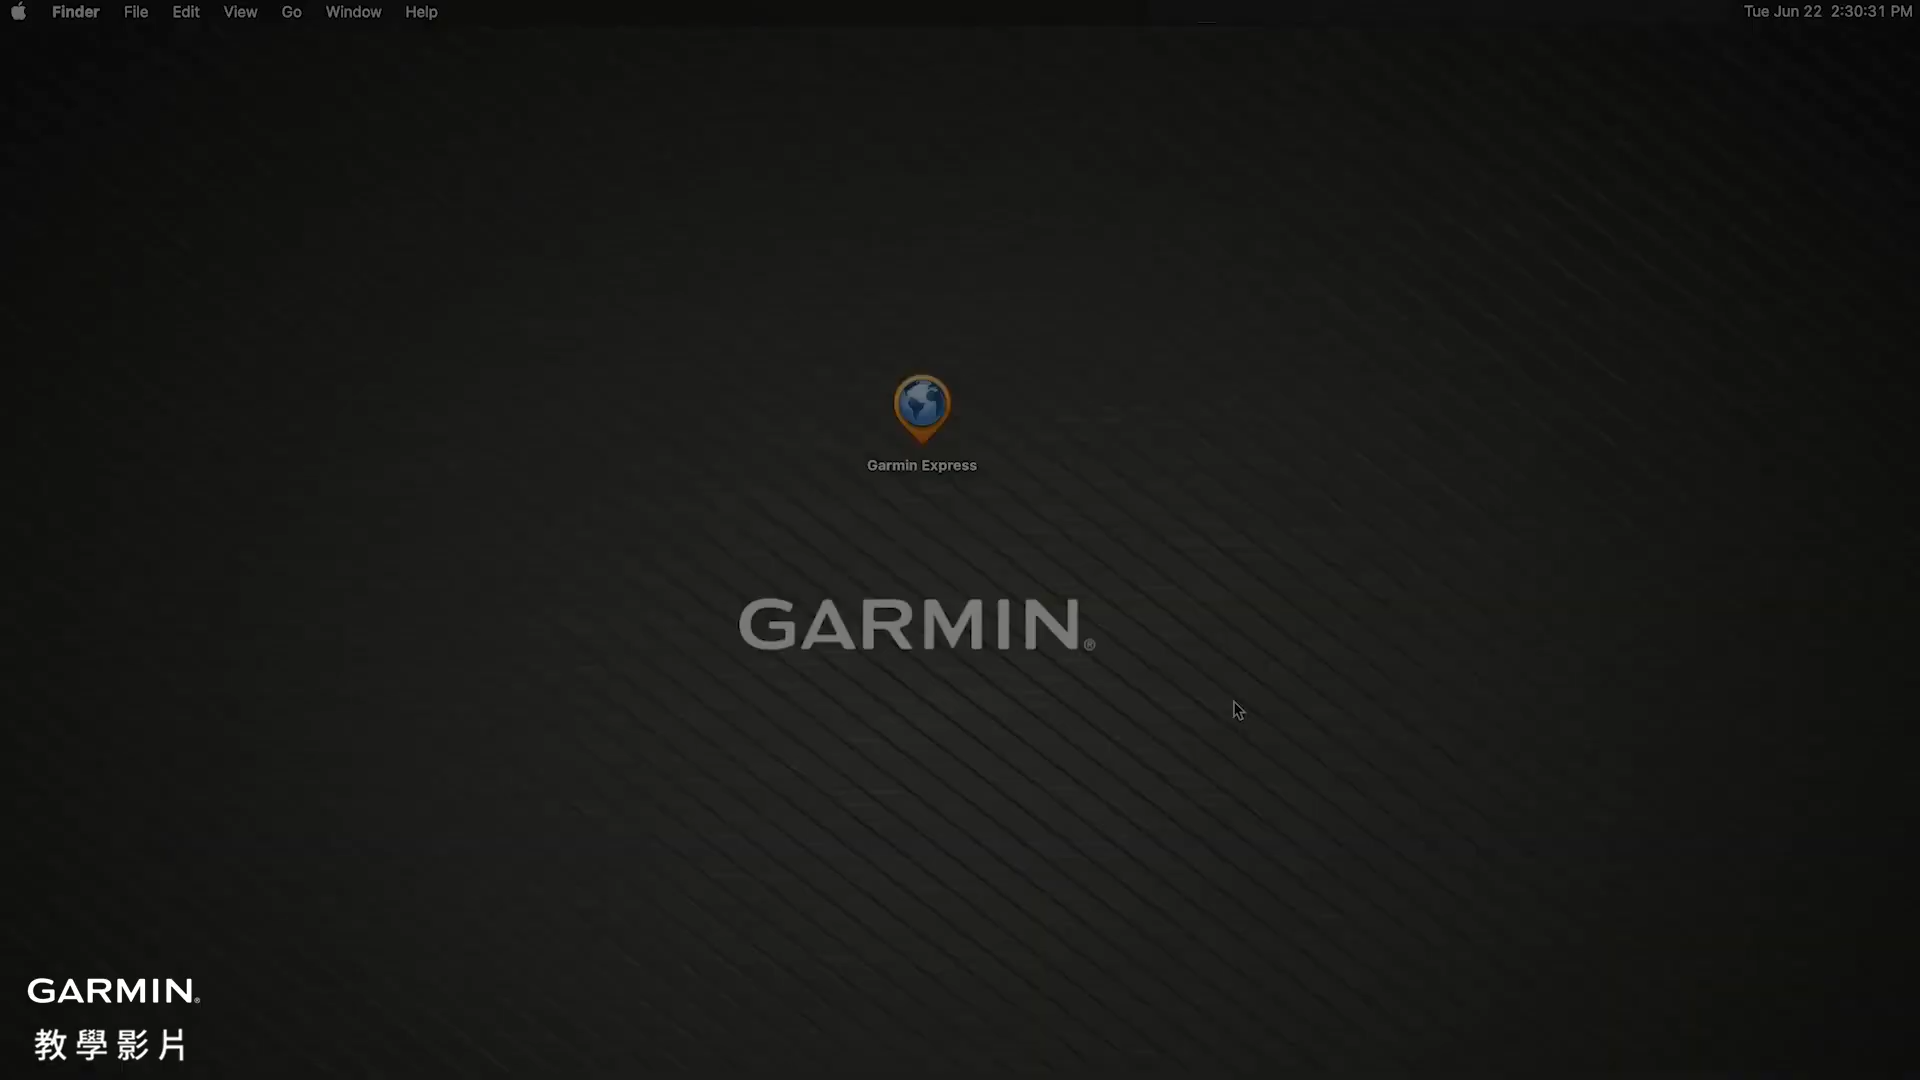 Finder File Edit View Go Window Help Tue Jun 22 2:30:31 PM
Garmin Express
GARMIN®
GARMIN®
教學影片